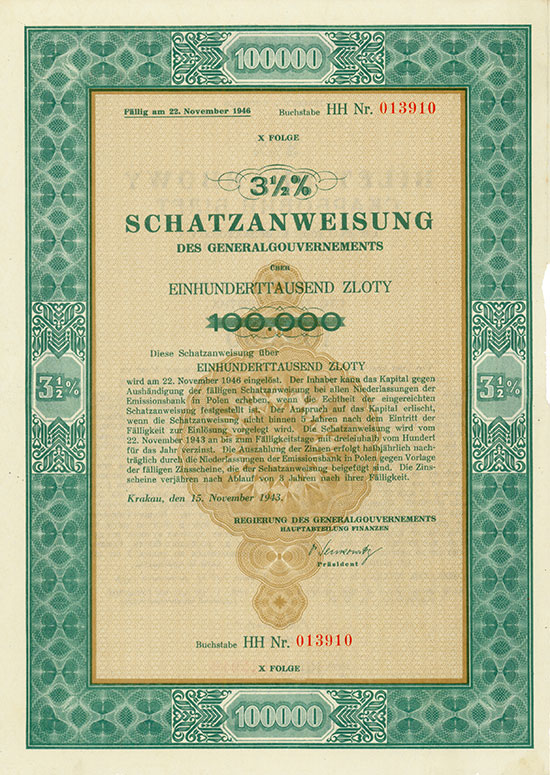 100000
Fällig am 22. November 1946 Buchstabe HH Nr. 013910
X FOLGE
3½%
SCHATZANWEISUNG
DES GENERALGOUVERNEMENTS
ÜBER
EINHUNDERTTAUSEND ZLOTY
100.000
Diese Schatzanweisung über
EINHUNDERTTAUSEND ZLOTY
wird am 22. November 1946 eingelöst. Der Inhaber kann das Kapital gegen
Aushändigung der fälligen Schatzanweisung bei allen Niederlassungen der
Emissionsbank in Polen erheben, wenn die Echtheit der eingereichten
Schatzanweisung festgestellt ist. Der Anspruch auf das Kapital erlischt,
wenn die Schatzanweisung nicht binnen 5 Jahren nach dem Eintritt der
Fälligkeit zur Einlösung vorgelegt wird. Die Schatzanweisung wird vom
22. November 1943 an bis zum Fälligkeitstage mit dreieinhalb vom Hundert
für das Jahr verzinst. Die Auszahlung der Zinsen erfolgt halbjährlich nach-
träglich durch die Niederlassungen der Emissionsbank in Polen gegen Vorlage
der fälligen Zinsscheine, die der Schatzanweisung beigefügt sind. Die Zins-
scheine verjähren nach Ablauf von 3 Jahren nach ihrer Fälligkeit.
Krakau, den 15. November 1943.
REGIERUNG DES GENERALGOUVERNEMENTS
HAUPTABTEILUNG FINANZEN
Präsident
3½%
3½%
Buchstabe HH Nr. 013910
X FOLGE
100000